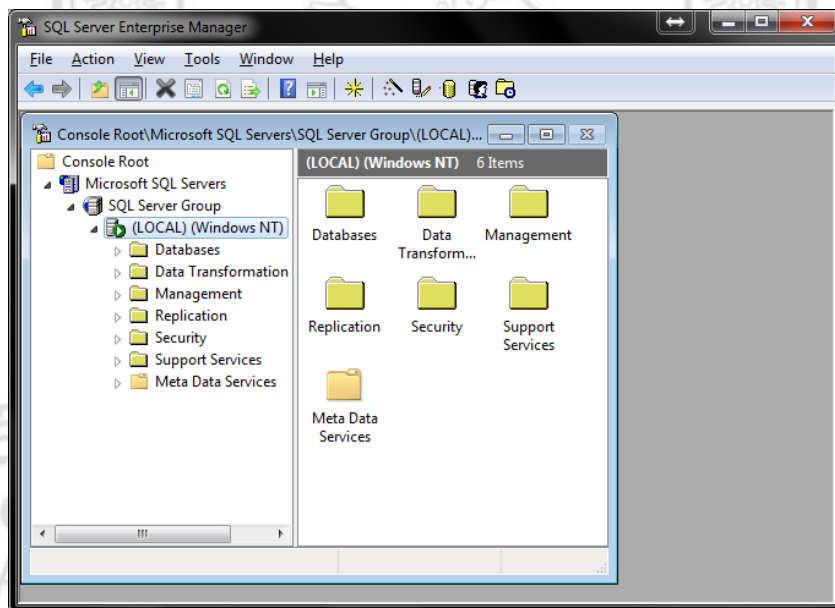 SQL Server Enterprise Manager
File Action View Tools Window Help
Console Root\Microsoft SQL Servers\SQL Server Group\(LOCAL)...
Console Root
Microsoft SQL Servers
SQL Server Group
(LOCAL) (Windows NT)
Databases
Data Transformation
Management
Replication
Security
Support Services
Meta Data Services
(LOCAL) (Windows NT) 6 Items
Databases
Data
Transform...
Management
Replication
Security
Support
Services
Meta Data
Services